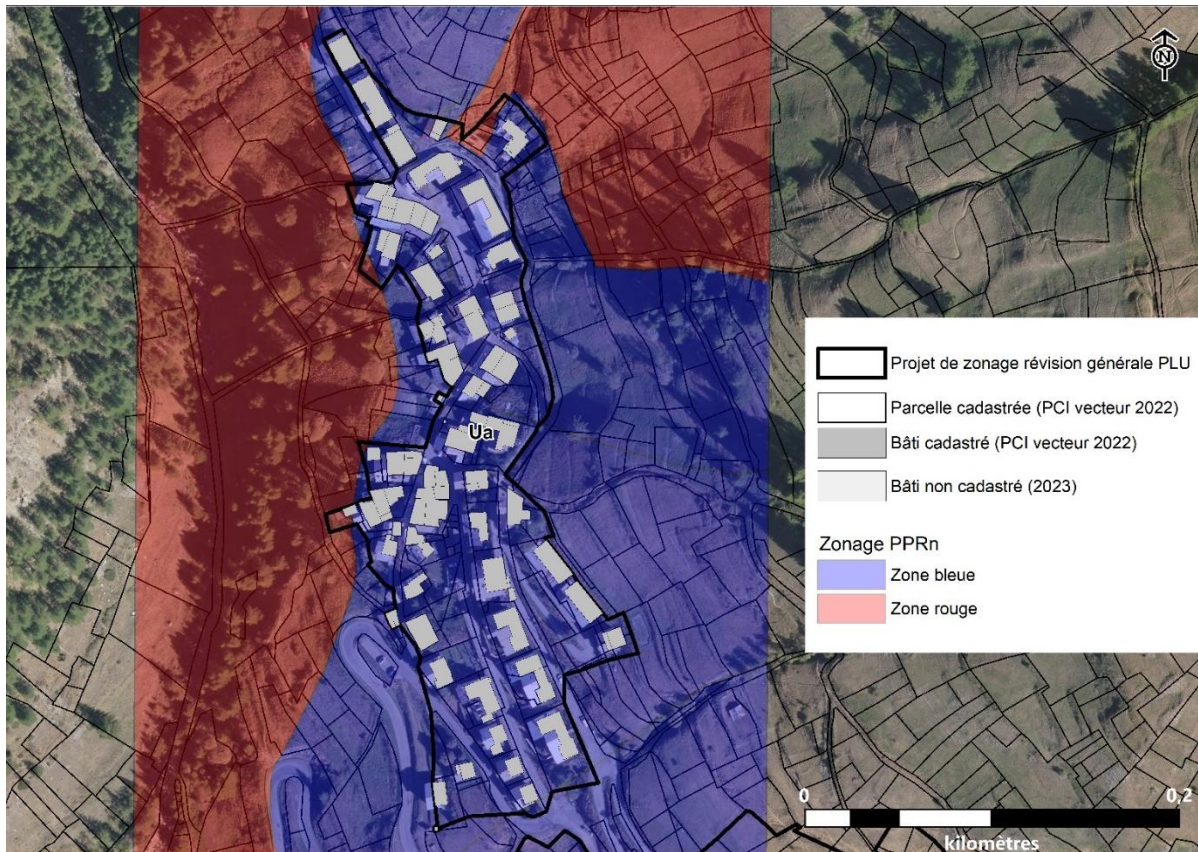 N
Ua
Projet de zonage révision générale PLU
Parcelle cadastrée (PCI vecteur 2022)
Bâti cadastré (PCI vecteur 2022)
Bâti non cadastré (2023)
Zonage PPRn
Zone bleue
Zone rouge
0 0,2
kilomètres